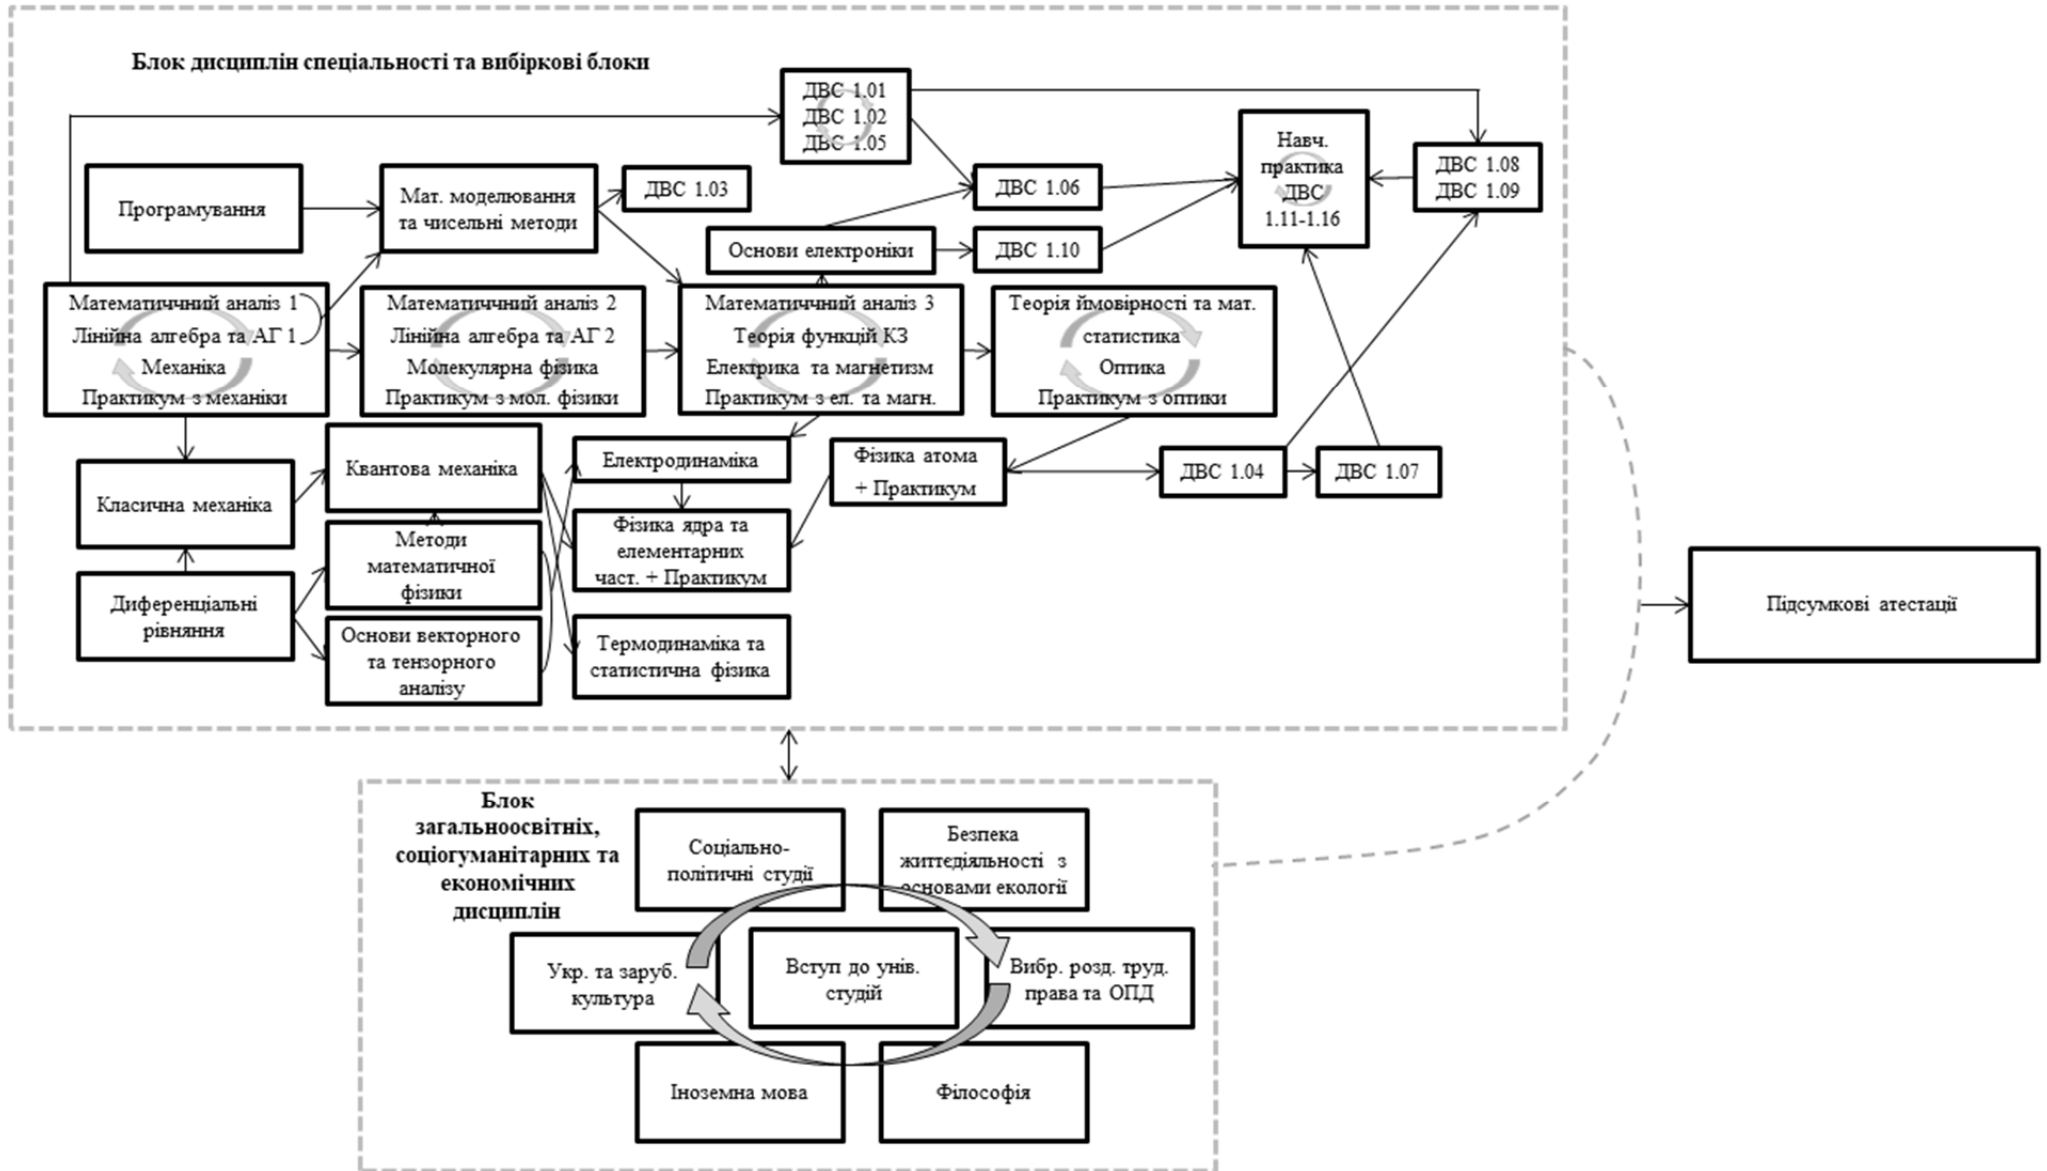 Блок дисциплін спеціальності та вибіркові блоки
ДВС 1.01
ДВС 1.02
ДВС 1.05
Навч.
практика
ДВС
1.11-1.16
ДВС 1.08
ДВС 1.09
Програмування
Мат. моделювання
та чисельні методи
ДВС 1.03
ДВС 1.06
Основи електроніки
ДВС 1.10
Математиччний аналіз 1
Лінійна алгебра та АГ 1
Механіка
Практикум з механіки
Математиччний аналіз 2
Лінійна алгебра та АГ 2
Молекулярна фізика
Практикум з мол. фізики
Математиччний аналіз 3
Теорія функцій КЗ
Електрика та магнетизм
Практикум з ел. та магн.
Теорія ймовірності та мат.
статистика
Оптика
Практикум з оптики
Класична механіка
Квантова механіка
Електродинаміка
Фізика атома
+ Практикум
ДВС 1.04
ДВС 1.07
Диференціальні
рівняння
Методи
математичної
фізики
Фізика ядра та
елементарних
част. + Практикум
Основи векторного
та тензорного
аналізу
Термодинаміка та
статистична фізика
Підсумкові атестації
Блок
загальноосвітніх,
соціогуманітарних та
економічних
дисциплін
Соціально-
політичні студії
Безпека
життєдіяльності з
основами екології
Укр. та заруб.
культура
Вступ до унів.
студій
Вибр. розд. труд.
права та ОПД
Іноземна мова
Філософія